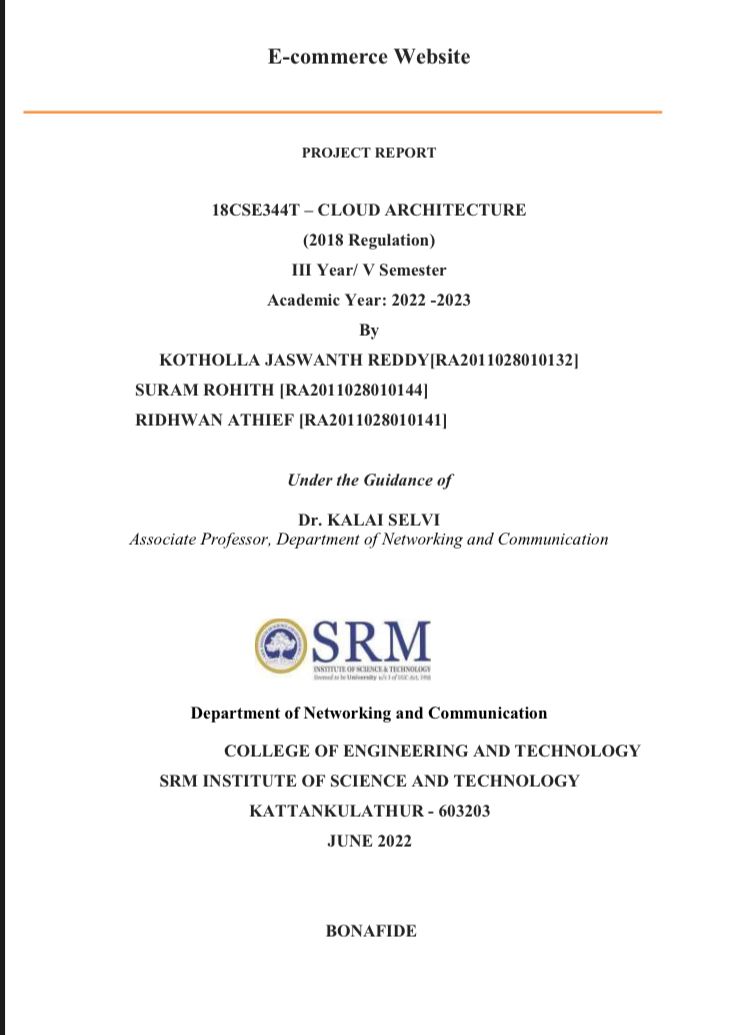 E-commerce Website
PROJECT REPORT
18CSE344T – CLOUD ARCHITECTURE
(2018 Regulation)
III Year/ V Semester
Academic Year: 2022 -2023
By
KOTHOLLA JASWANTH REDDY[RA2011028010132]
SURAM ROHITH [RA2011028010144]
RIDHWAN ATHIEF [RA2011028010141]
Under the Guidance of
Dr. KALAI SELVI
Associate Professor, Department of Networking and Communication
SRM
INSTITUTE OF SCIENCE & TECHNOLOGY
Deemed to be University u/s 3 of UGC Act, 1956
Department of Networking and Communication
COLLEGE OF ENGINEERING AND TECHNOLOGY
SRM INSTITUTE OF SCIENCE AND TECHNOLOGY
KATTANKULATHUR - 603203
JUNE 2022
BONAFIDE